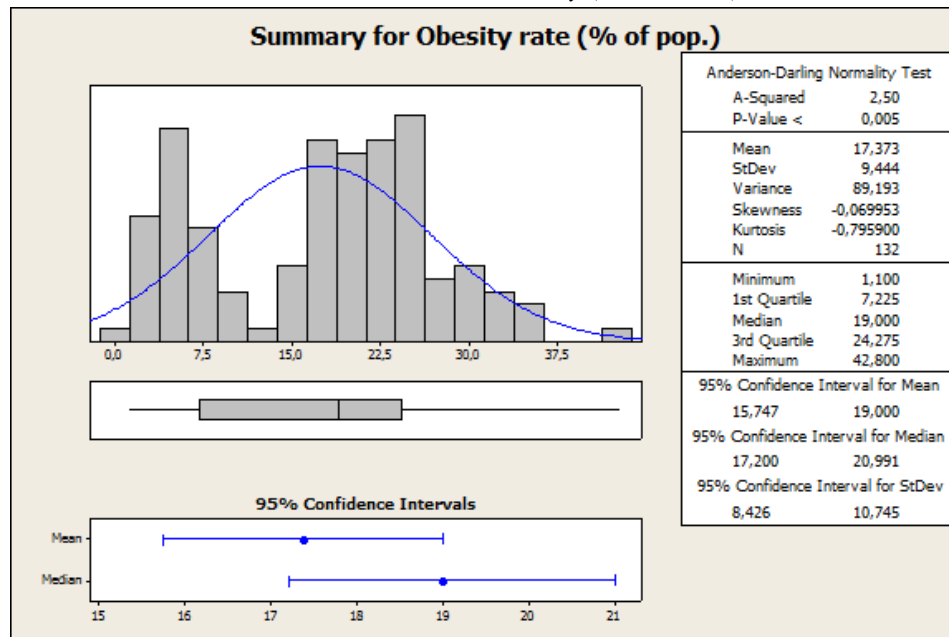 Summary for Obesity rate (% of pop.)
0,0 7,5 15,0 22,5 30,0 37,5
95% Confidence Intervals
Mean
Median
15 16 17 18 19 20 21
Anderson-Darling Normality Test
A-Squared 2,50
P-Value < 0,005
Mean 17,373
StDev 9,444
Variance 89,193
Skewness -0,069953
Kurtosis -0,795900
N 132
Minimum 1,100
1st Quartile 7,225
Median 19,000
3rd Quartile 24,275
Maximum 42,800
95% Confidence Interval for Mean
15,747 19,000
95% Confidence Interval for Median
17,200 20,991
95% Confidence Interval for StDev
8,426 10,745